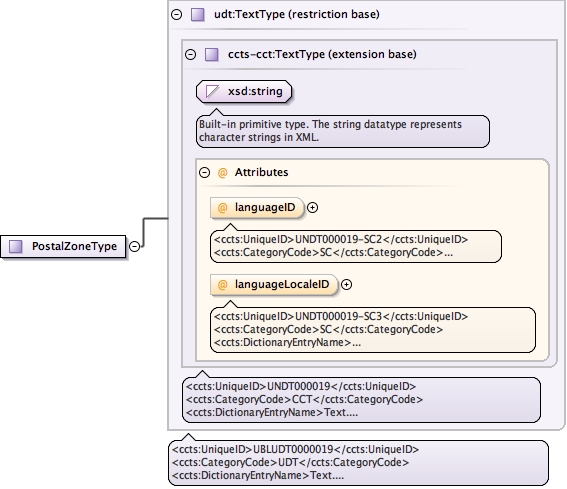 udt:TextType (restriction base)
ccts-cct:TextType (extension base)
xsd:string
Built-in primitive type. The string datatype represents
character strings in XML.
@ Attributes
@ languageID
<ccts:UniqueID>UNDT000019-SC2</ccts:UniqueID>
<ccts:CategoryCode>SC</ccts:CategoryCode>...
@ languageLocaleID
<ccts:UniqueID>UNDT000019-SC3</ccts:UniqueID>
<ccts:CategoryCode>SC</ccts:CategoryCode>
<ccts:DictionaryEntryName>...
PostalZoneType
<ccts:UniqueID>UNDT000019</ccts:UniqueID>
<ccts:CategoryCode>CCT</ccts:CategoryCode>
<ccts:DictionaryEntryName>Text....
<ccts:UniqueID>UBLUDT0000019</ccts:UniqueID>
<ccts:CategoryCode>UDT</ccts:CategoryCode>
<ccts:DictionaryEntryName>Text....